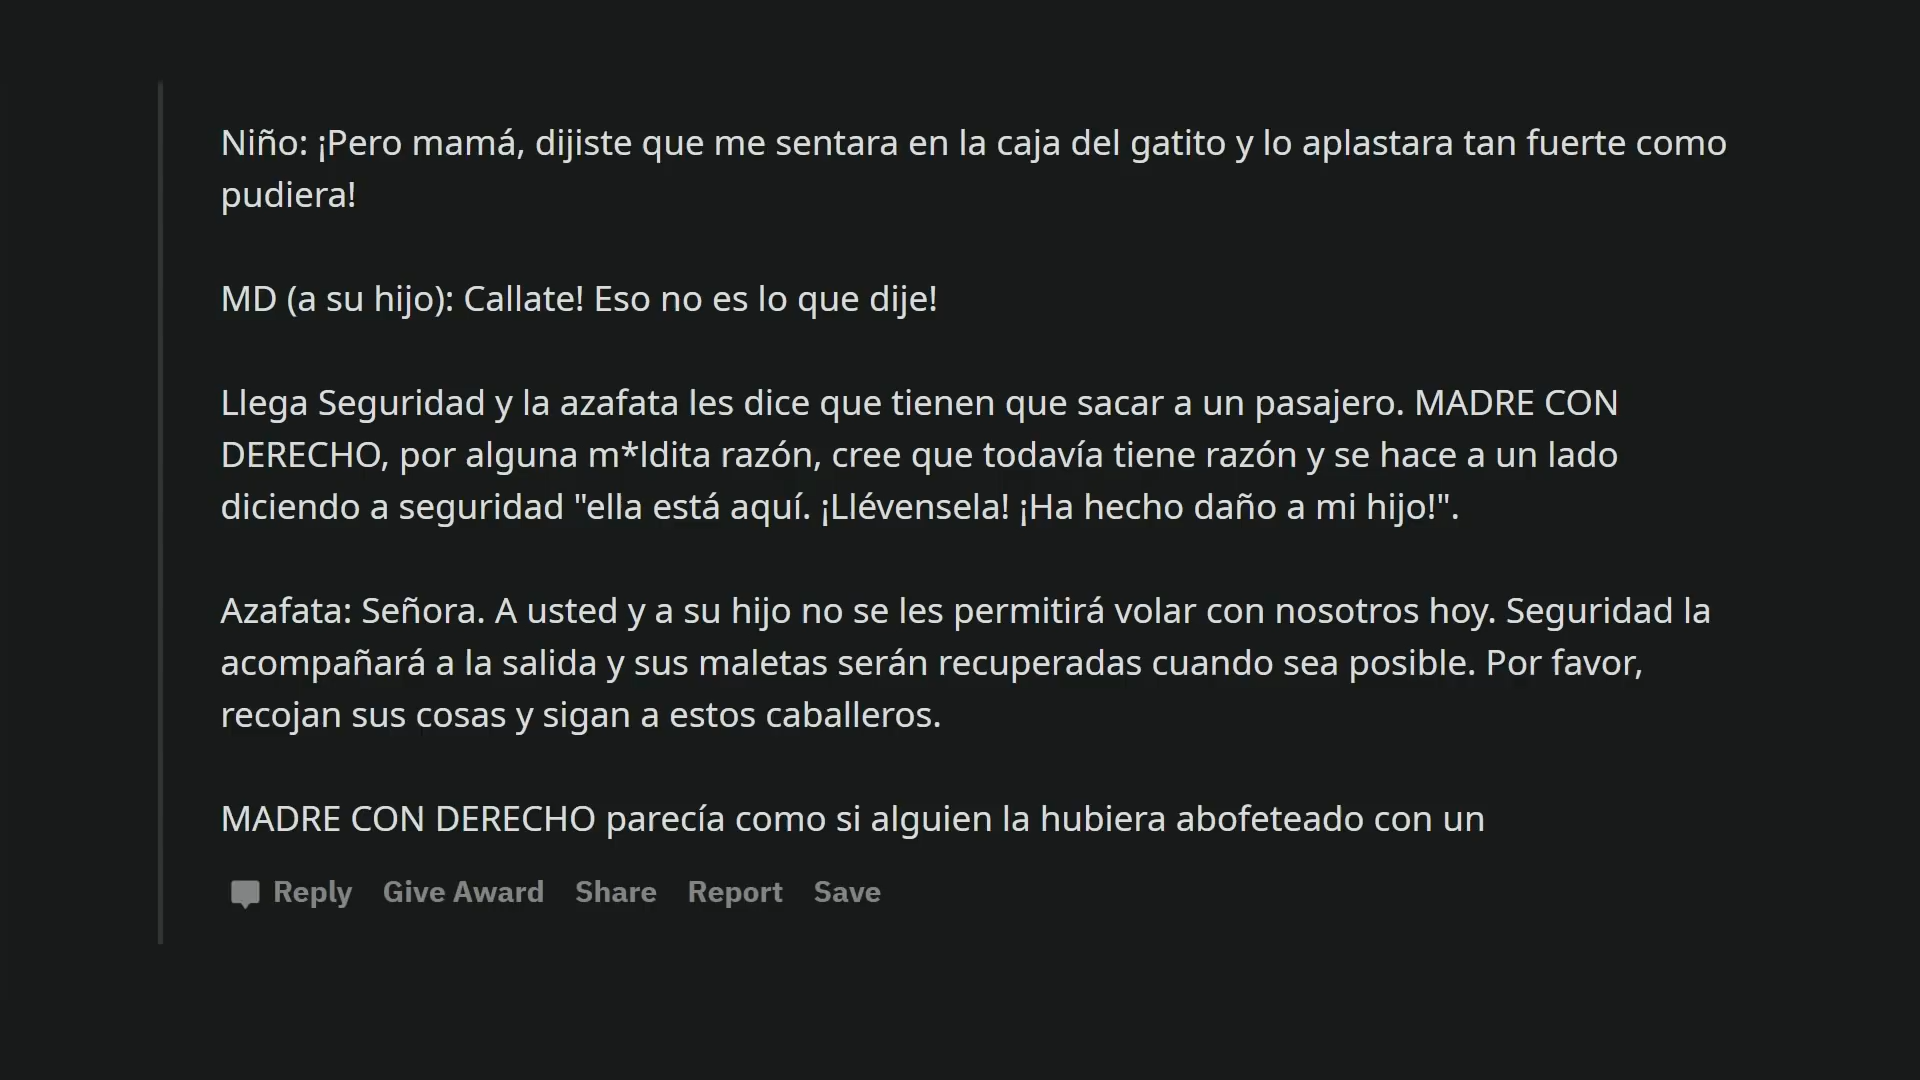 Niño: ¡Pero mamá, dijiste que me sentara en la caja del gatito y lo aplastara tan fuerte como
pudiera!
MD (a su hijo): Callate! Eso no es lo que dije!
Llega Seguridad y la azafata les dice que tienen que sacar a un pasajero. MADRE CON
DERECHO, por alguna m*ldita razón, cree que todavía tiene razón y se hace a un lado
diciendo a seguridad "ella está aquí. ¡Llévensela! ¡Ha hecho daño a mi hijo!".
Azafata: Señora. A usted y a su hijo no se les permitirá volar con nosotros hoy. Seguridad la
acompañará a la salida y sus maletas serán recuperadas cuando sea posible. Por favor,
recojan sus cosas y sigan a estos caballeros.
MADRE CON DERECHO parecía como si alguien la hubiera abofeteado con un
Reply Give Award Share Report Save